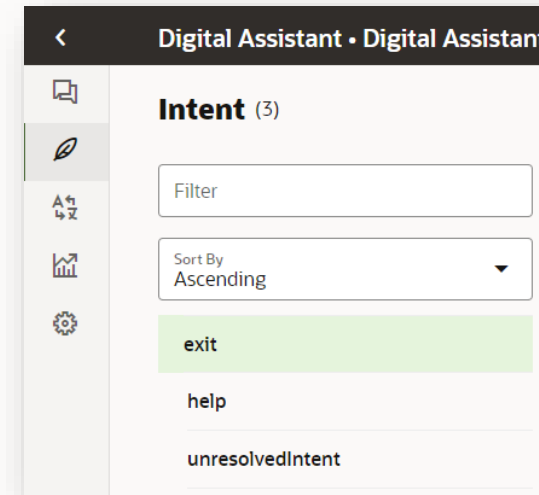 Digital Assistant • Digital Assistant
Intent (3)
Filter
Sort By
Ascending
exit
help
unresolvedIntent